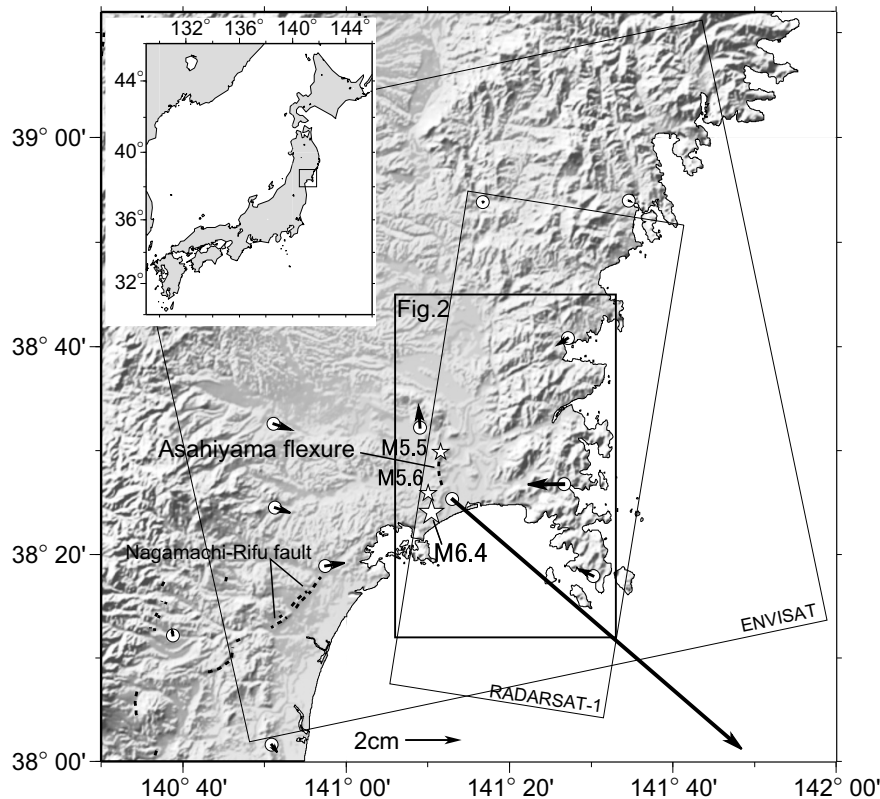 132° 136° 140° 144°
44°
40°
36°
32°
39° 00'
38° 40'
38° 20'
38° 00'
Fig.2
M5.5
Asahiyama flexure
M5.6
M6.4
Nagamachi-Rifu fault
ENVISAT
RADARSAT-1
2cm
140° 40' 141° 00' 141° 20' 141° 40' 142° 00'